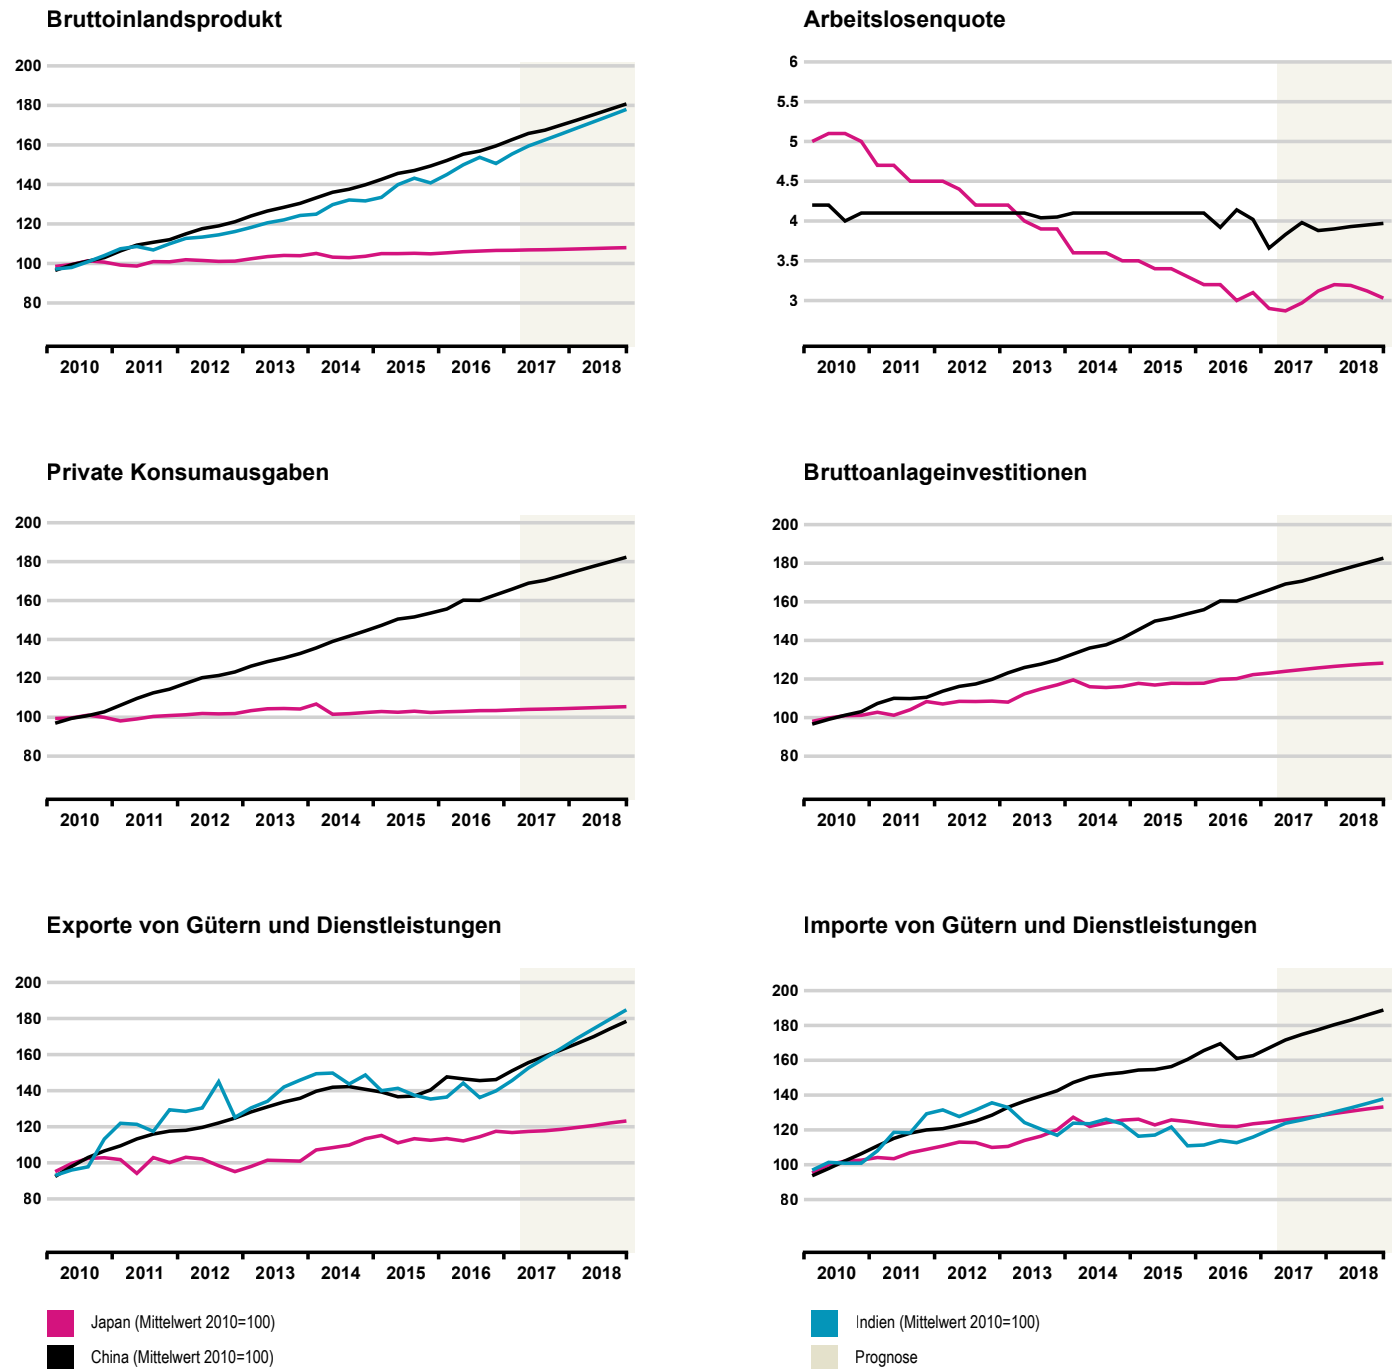 Bruttoinlandsprodukt
200
180
160
140
120
100
80
2010 2011 2012 2013 2014 2015 2016 2017 2018
Arbeitslosenquote
6
5.5
5
4.5
4
3.5
3
2010 2011 2012 2013 2014 2015 2016 2017 2018
Private Konsumausgaben
200
180
160
140
120
100
80
2010 2011 2012 2013 2014 2015 2016 2017 2018
Bruttoanlageinvestitionen
200
180
160
140
120
100
80
2010 2011 2012 2013 2014 2015 2016 2017 2018
Exporte von Gütern und Dienstleistungen
200
180
160
140
120
100
80
2010 2011 2012 2013 2014 2015 2016 2017 2018
Importe von Gütern und Dienstleistungen
200
180
160
140
120
100
80
2010 2011 2012 2013 2014 2015 2016 2017 2018
Japan (Mittelwert 2010=100)
China (Mittelwert 2010=100)
Indien (Mittelwert 2010=100)
Prognose